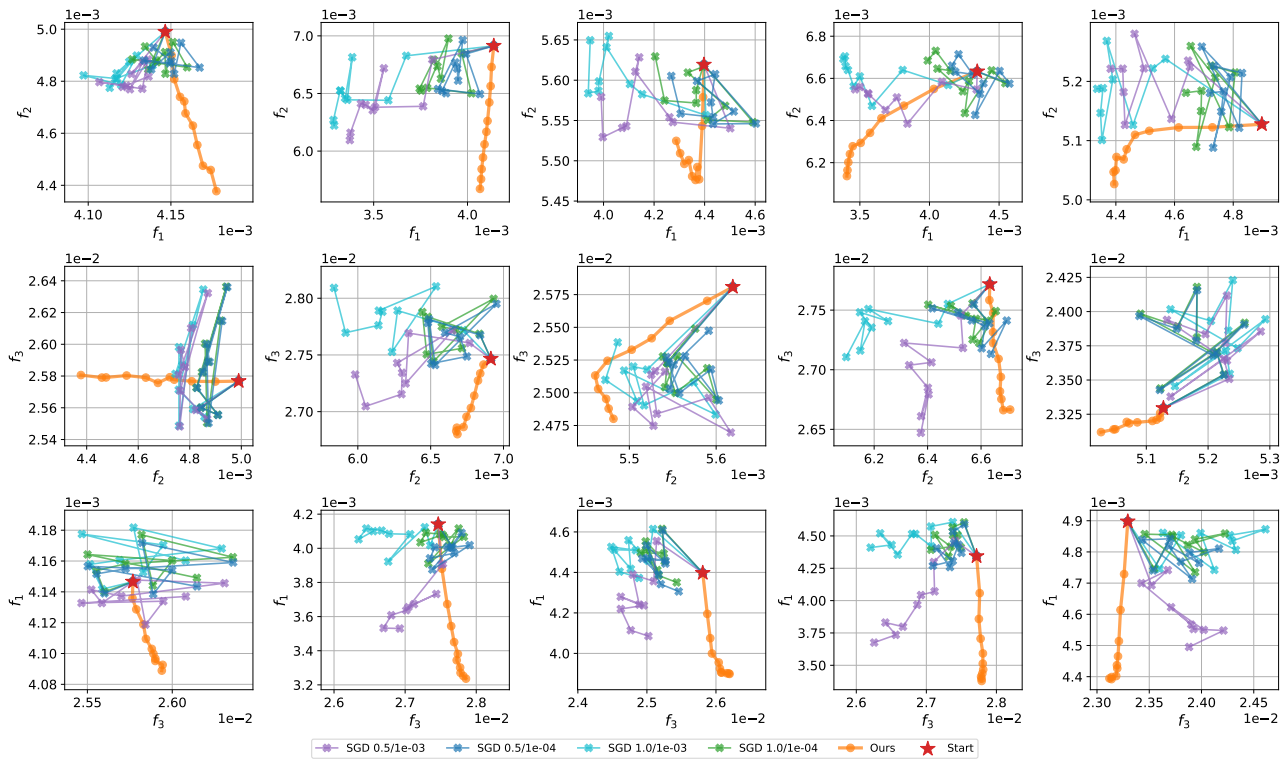 1e−3
5.0
4.8
4.6
4.4
f₂
4.10 4.15
f₁ 1e−3
1e−3
7.0
6.5
6.0
f₂
3.5 4.0
f₁ 1e−3
1e−3
5.65
5.60
5.55
5.50
5.45
f₂
4.0 4.2 4.4 4.6
f₁ 1e−3
1e−3
6.8
6.6
6.4
6.2
f₂
3.5 4.0 4.5
f₁ 1e−3
1e−3
5.2
5.1
5.0
f₂
4.4 4.6 4.8
f₁ 1e−3
1e−2
2.64
2.62
2.60
2.58
2.56
2.54
f₃
4.4 4.6 4.8 5.0
f₂ 1e−3
1e−2
2.80
2.75
2.70
f₃
6.0 6.5 7.0
f₂ 1e−3
1e−2
2.575
2.550
2.525
2.500
2.475
f₃
5.5 5.6
f₂ 1e−3
1e−2
2.75
2.70
2.65
f₃
6.2 6.4 6.6
f₂ 1e−3
1e−2
2.425
2.400
2.375
2.350
2.325
f₃
5.1 5.2 5.3
f₂ 1e−3
1e−3
4.18
4.16
4.14
4.12
4.10
4.08
f₁
2.55 2.60
f₃ 1e−2
1e−3
4.2
4.0
3.8
3.6
3.4
3.2
f₁
2.6 2.7 2.8
f₃ 1e−2
1e−3
4.6
4.4
4.2
4.0
f₁
2.4 2.5 2.6
f₃ 1e−2
1e−3
4.50
4.25
4.00
3.75
3.50
f₁
2.6 2.7 2.8
f₃ 1e−2
1e−3
4.9
4.8
4.7
4.6
4.5
4.4
f₁
2.30 2.35 2.40 2.45
f₃ 1e−2
SGD 0.5/1e-03 SGD 0.5/1e-04 SGD 1.0/1e-03 SGD 1.0/1e-04 Ours Start